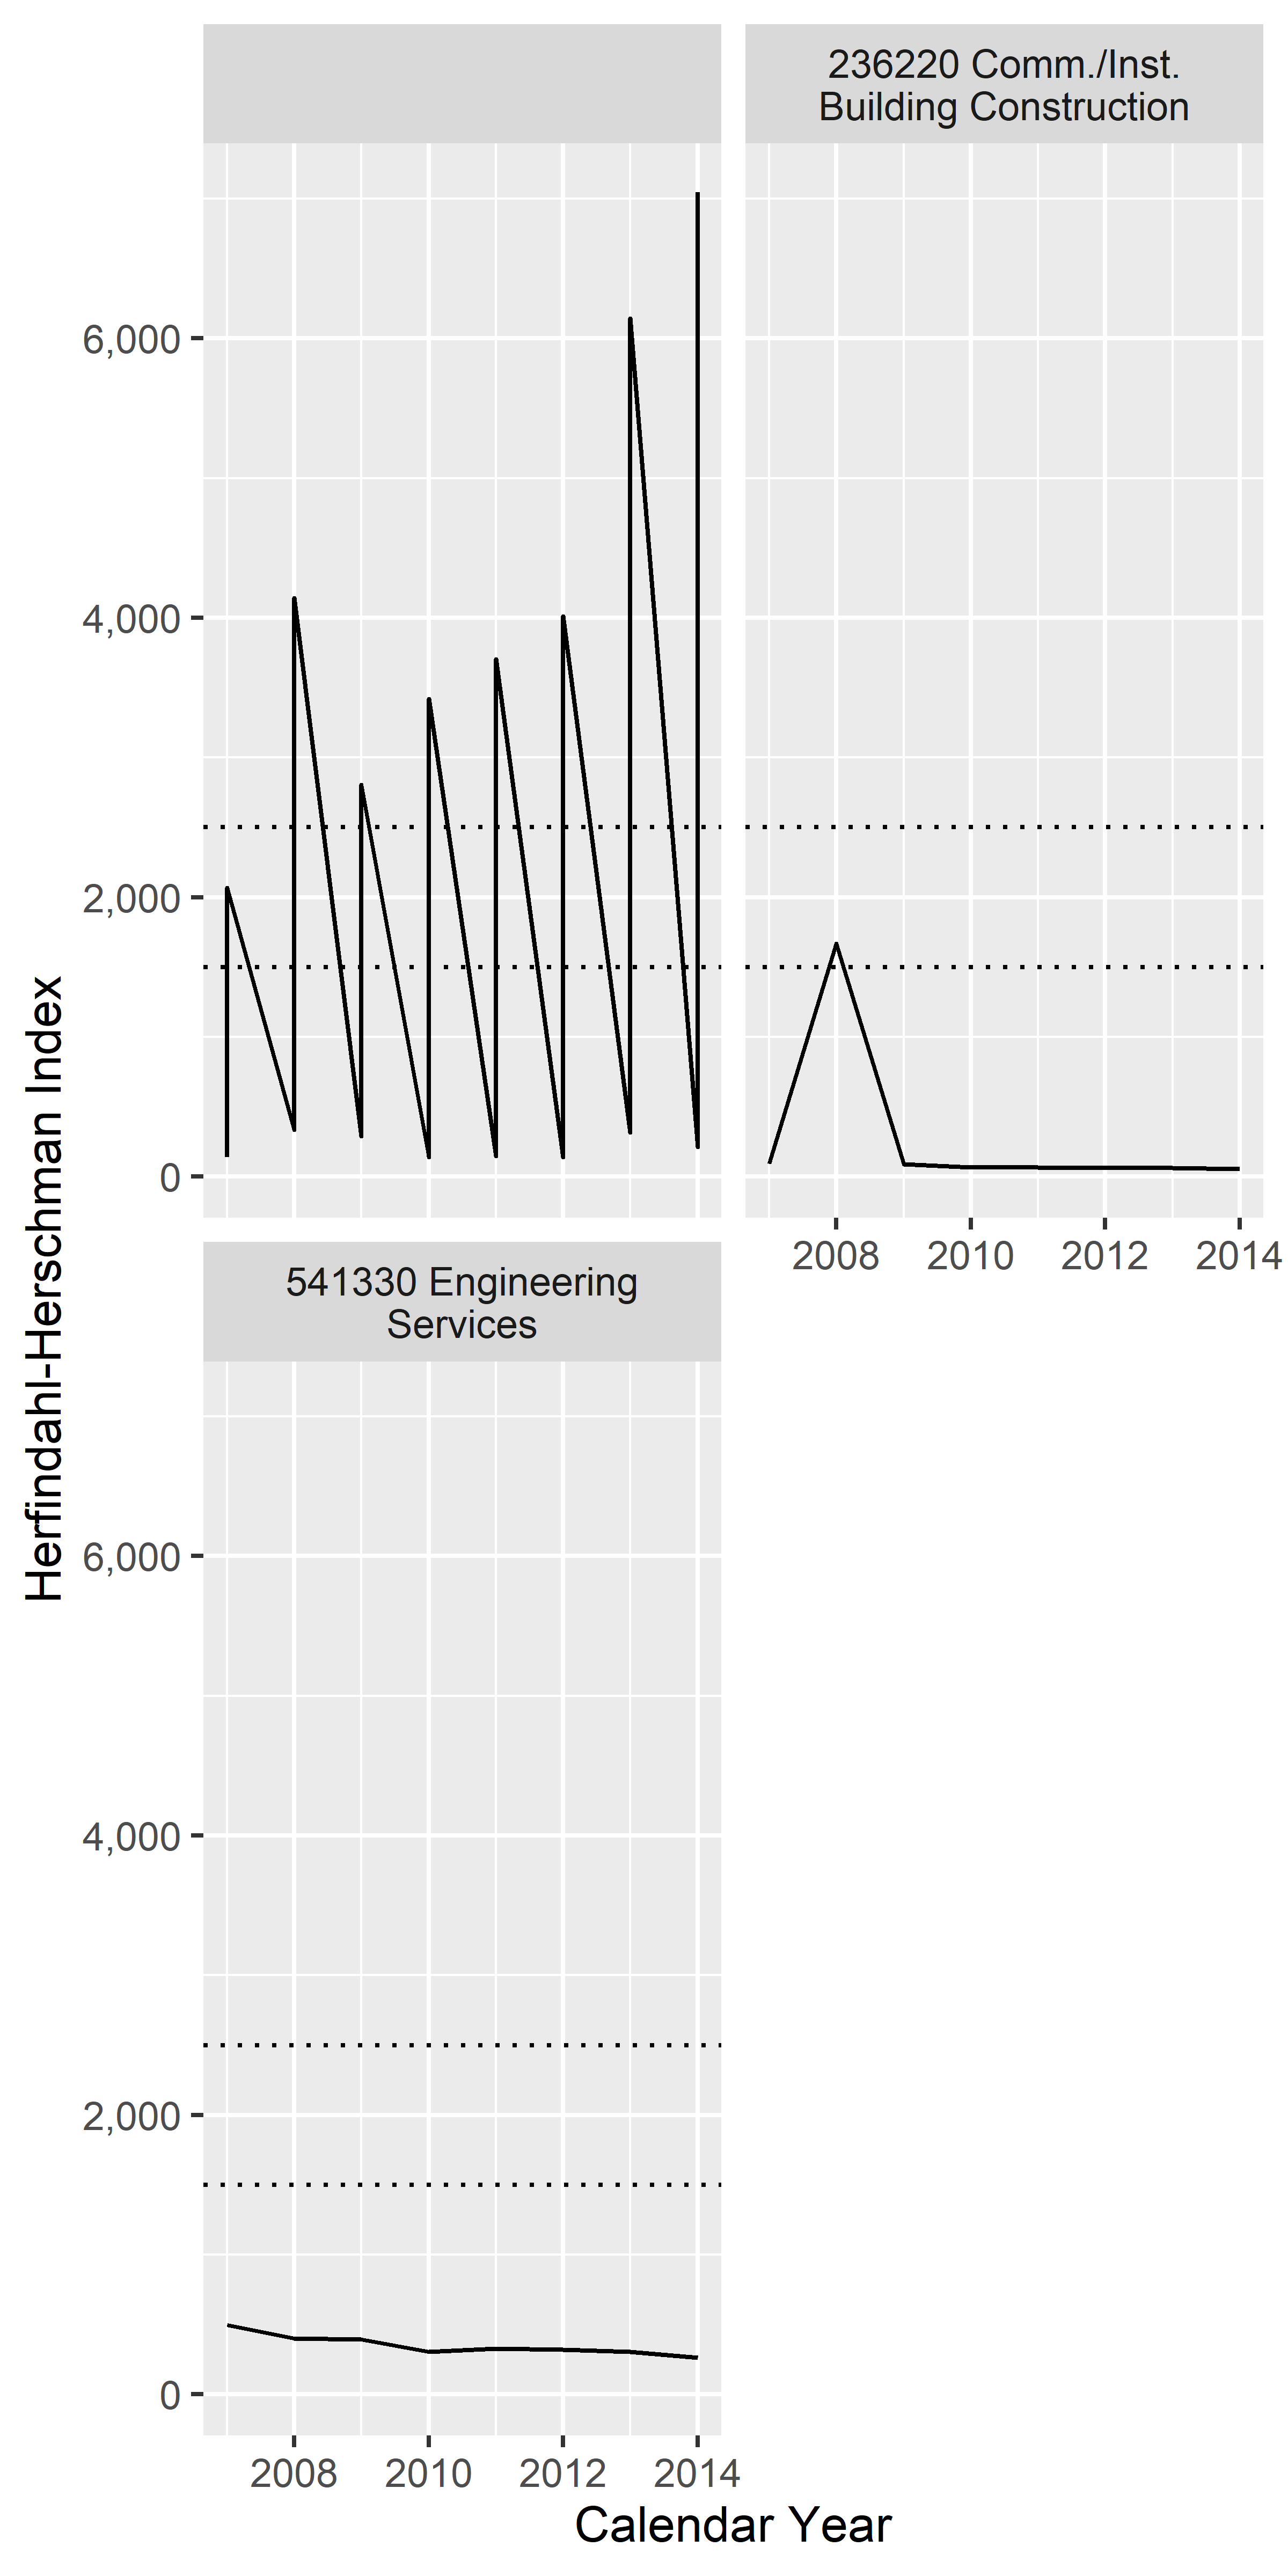 236220 Comm./Inst.
Building Construction
6,000
4,000
2,000
0
2008 2010 2012 2014
541330 Engineering
Services
6,000
4,000
2,000
0
2008 2010 2012 2014
Calendar Year
Herfindahl-Herschman Index